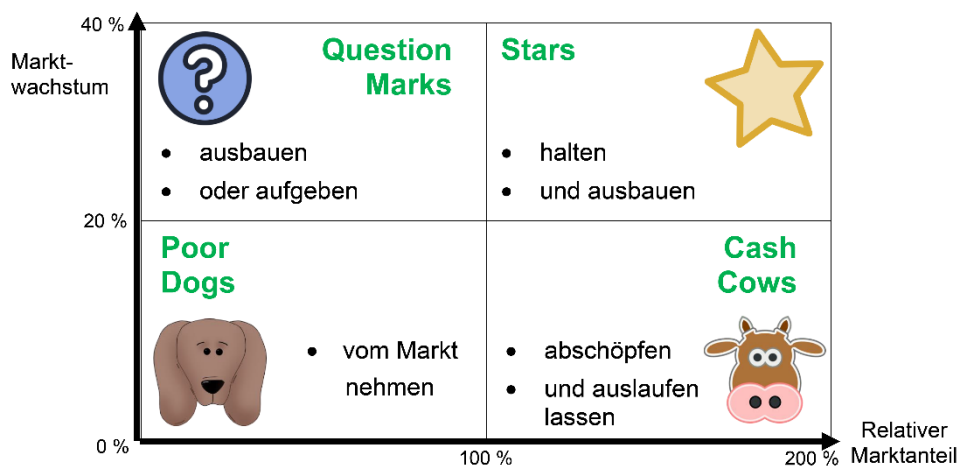 40 %
Markt-
wachstum
Question
Marks
• ausbauen
• oder aufgeben
Stars
• halten
• und ausbauen
20 %
Poor
Dogs
• vom Markt
nehmen
Cash
Cows
• abschöpfen
• und auslaufen
lassen
0 %
100 %
200 %
Relativer
Marktanteil